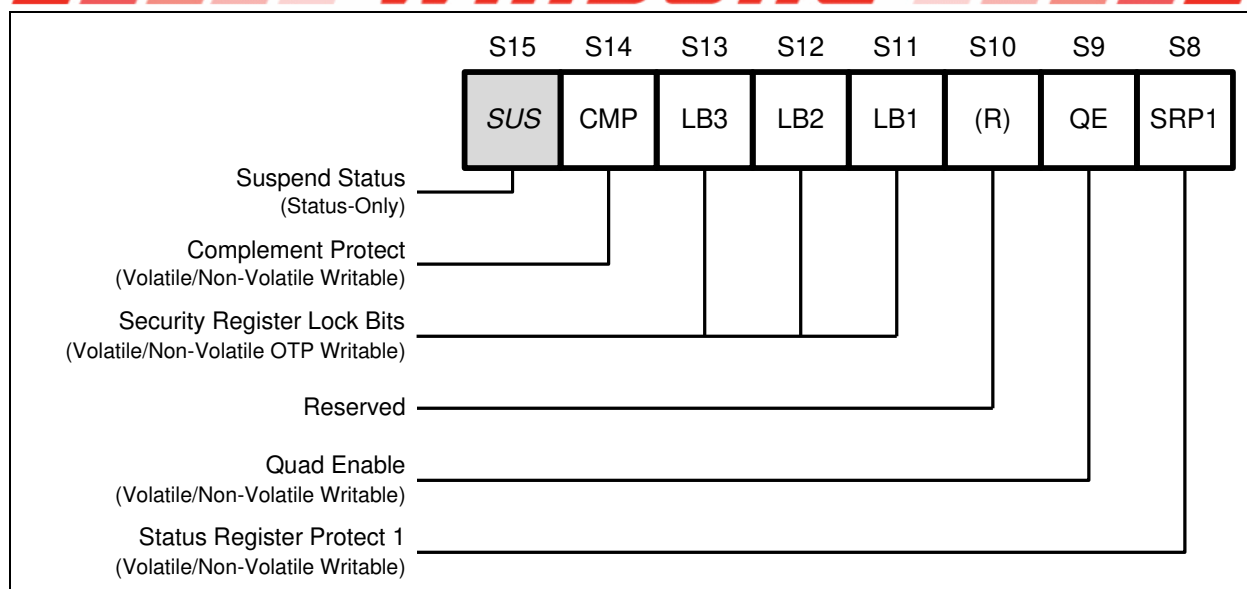 S15 S14 S13 S12 S11 S10 S9 S8
SUS CMP LB3 LB2 LB1 (R) QE SRP1
Suspend Status
(Status-Only)
Complement Protect
(Volatile/Non-Volatile Writable)
Security Register Lock Bits
(Volatile/Non-Volatile OTP Writable)
Reserved
Quad Enable
(Volatile/Non-Volatile Writable)
Status Register Protect 1
(Volatile/Non-Volatile Writable)